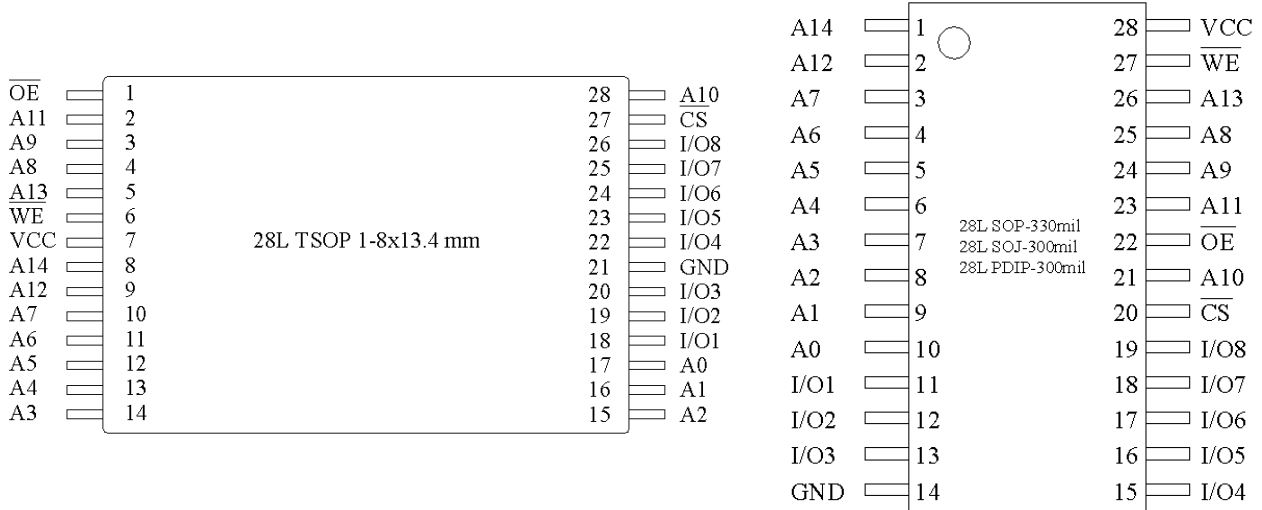 OE 1
A11 2
A9 3
A8 4
A13 5
WE 6
VCC 7
A14 8
A12 9
A7 10
A6 11
A5 12
A4 13
A3 14
28L TSOP 1-8x13.4 mm
28 A10
27 CS
26 I/O8
25 I/O7
24 I/O6
23 I/O5
22 I/O4
21 GND
20 I/O3
19 I/O2
18 I/O1
17 A0
16 A1
15 A2
A14 1
A12 2
A7 3
A6 4
A5 5
A4 6
A3 7
A2 8
A1 9
A0 10
I/O1 11
I/O2 12
I/O3 13
GND 14
28L SOP-330mil
28L SOJ-300mil
28L PDIP-300mil
28 VCC
27 WE
26 A13
25 A8
24 A9
23 A11
22 OE
21 A10
20 CS
19 I/O8
18 I/O7
17 I/O6
16 I/O5
15 I/O4